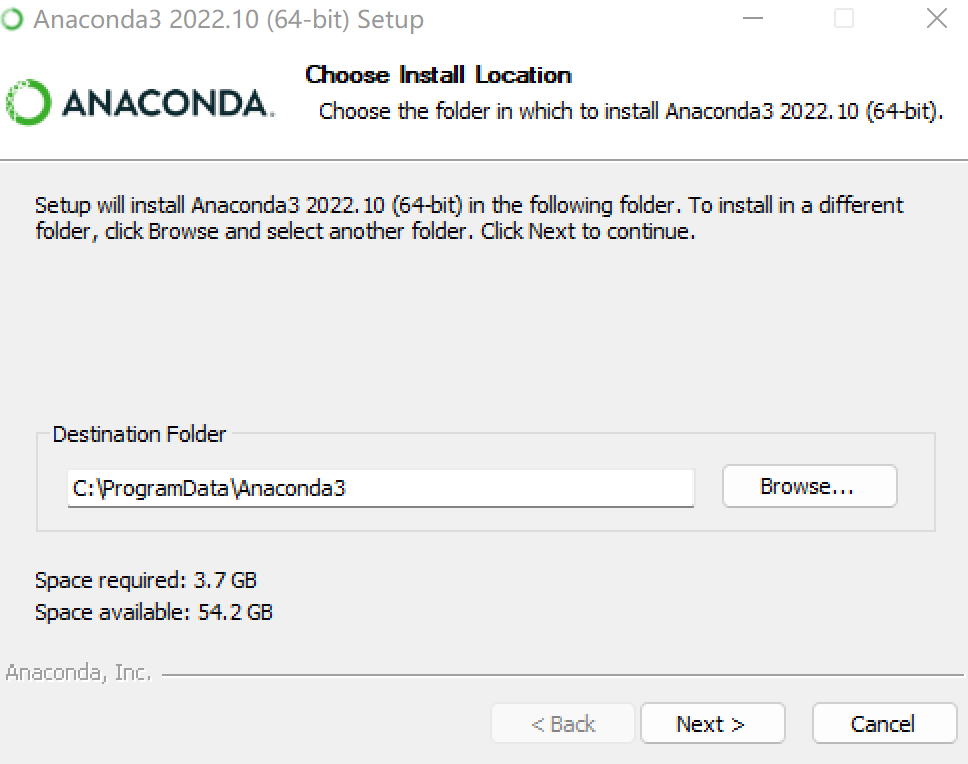 Anaconda3 2022.10 (64-bit) Setup
ANACONDA.
Choose Install Location
Choose the folder in which to install Anaconda3 2022.10 (64-bit).
Setup will install Anaconda3 2022.10 (64-bit) in the following folder. To install in a different
folder, click Browse and select another folder. Click Next to continue.
Destination Folder
C:\ProgramData\Anaconda3
Browse...
Space required: 3.7 GB
Space available: 54.2 GB
Anaconda, Inc.
< Back
Next >
Cancel